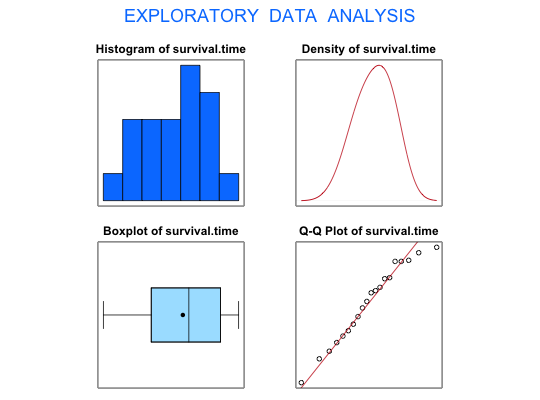 EXPLORATORY DATA ANALYSIS
Histogram of survival.time
Density of survival.time
Boxplot of survival.time
Q-Q Plot of survival.time